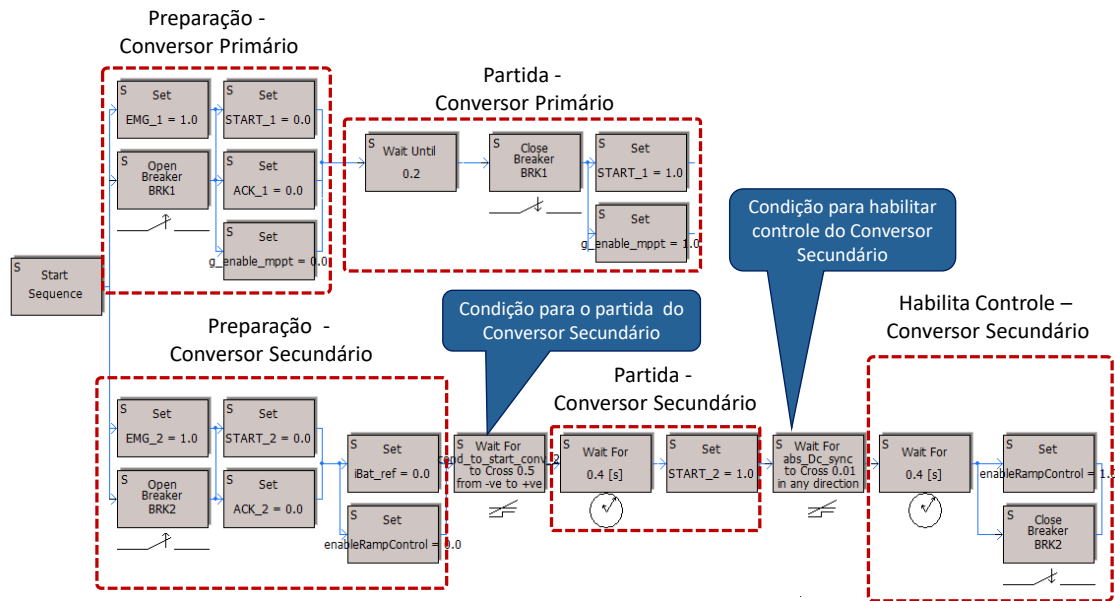 Preparação -
Conversor Primário
S
Set
EMG_1 = 1.0
S
Set
START_1 = 0.0
S
Open
Breaker
BRK1
S
Set
ACK_1 = 0.0
S
Set
g_enable_mppt = 0.0
Partida -
Conversor Primário
S
Wait Until
0.2
S
Close
Breaker
BRK1
S
Set
START_1 = 1.0
S
Set
g_enable_mppt = 1.0
S
Start
Sequence
Condição para habilitar
controle do Conversor
Secundário
Condição para o partida do
Conversor Secundário
Preparação -
Conversor Secundário
S
Set
EMG_2 = 1.0
S
Set
START_2 = 0.0
S
Open
Breaker
BRK2
S
Set
ACK_2 = 0.0
S
Set
iBat_ref = 0.0
S
Set
enableRampControl = 0.0
S
Wait For
cond_to_start_conv_2
to Cross 0.5
from -ve to +ve
Partida -
Conversor Secundário
S
Wait For
0.4 [s]
S
Set
START_2 = 1.0
S
Wait For
abs_Dc_sync
to Cross 0.01
in any direction
Habilita Controle –
Conversor Secundário
S
Wait For
0.4 [s]
S
Set
enableRampControl = 1.0
S
Close
Breaker
BRK2